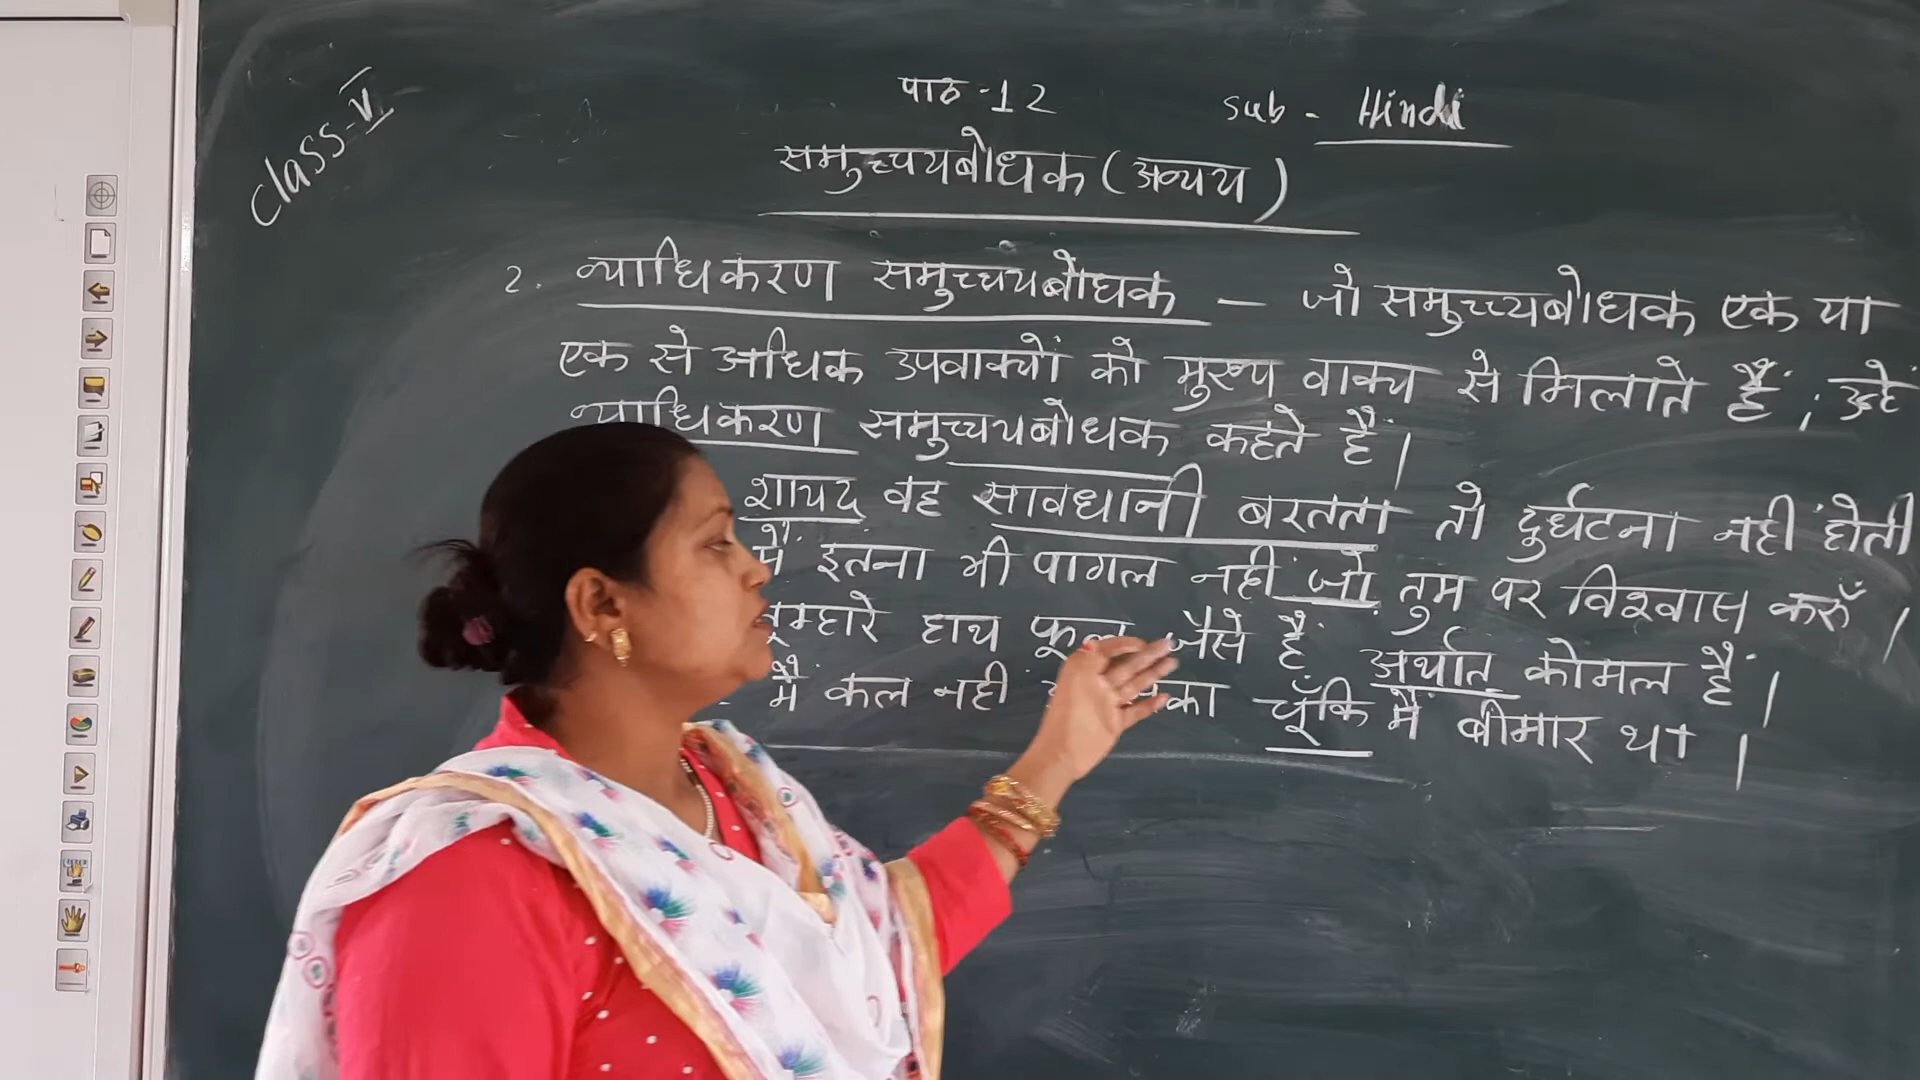 Class-VI
पाठ-12
Sub - Hindi
समुच्चयबोधक (अव्यय)
2. व्याधिकरण समुच्चयबोधक – जो समुच्च्यबोधक एक या
एक से अधिक उपवाक्यों को मुख्य वाक्य से मिलाते हैं, उन्हें
व्याधिकरण समुच्चयबोधक कहते हैं।
शायद वह सावधानी बरतता तो दुर्घटना नहीं होती
मैं इतना भी पागल नहीं जो तुम पर विश्वास करूँ।
तुम्हारे हाथ फूल जैसे हैं अर्थात कोमल हैं।
मैं कल नहीं चूँकि मैं बीमार था।